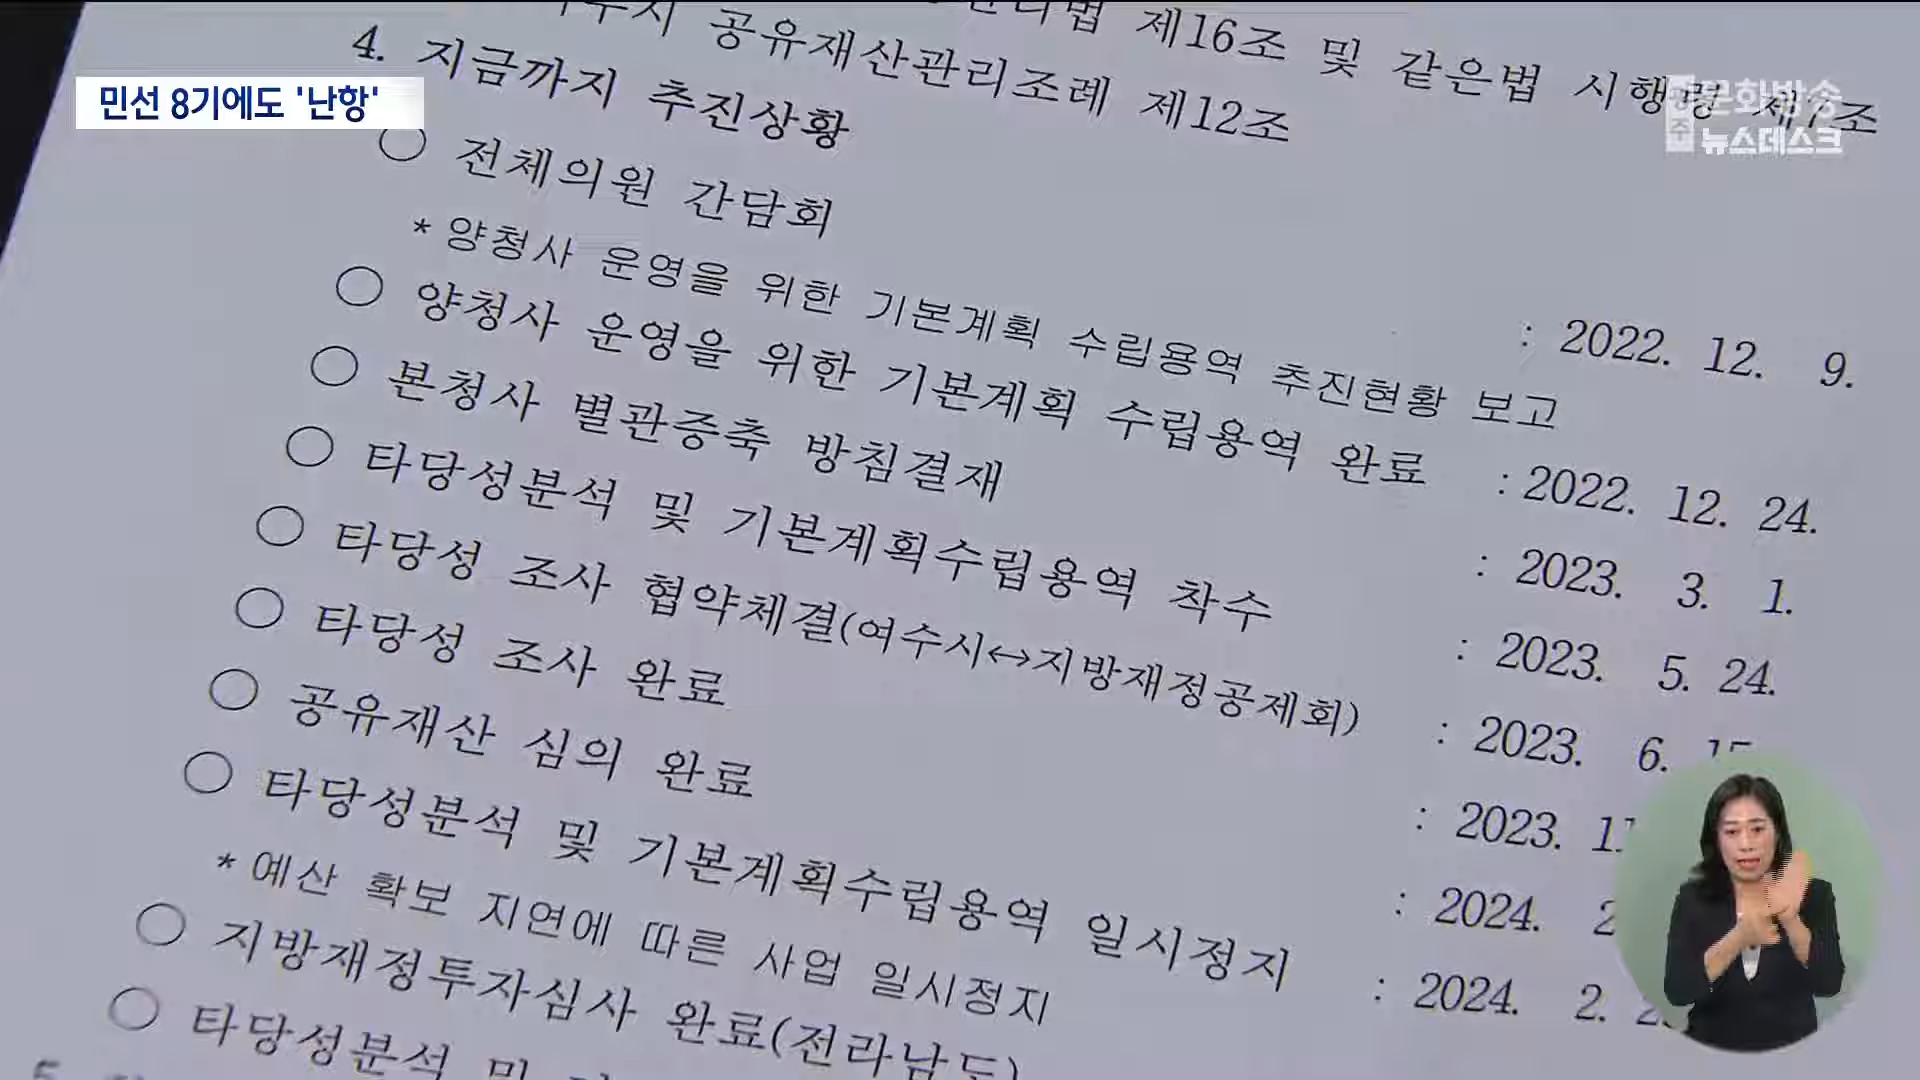 민선 8기에도 '난항'
문화방송
뉴스데스크
제16조 및 같은법 시행령 제7조
공유재산관리조례 제12조
4. 지금까지 추진상황
○ 전체의원 간담회 : 2022. 12. 9.
* 양청사 운영을 위한 기본계획 수립용역 추진현황 보고
○ 양청사 운영을 위한 기본계획 수립용역 완료 : 2022. 12. 24.
○ 본청사 별관증축 방침결재 : 2023. 3. 1.
○ 타당성분석 및 기본계획수립용역 착수 : 2023. 5. 24.
○ 타당성 조사 협약체결(여수시↔지방재정공제회) : 2023. 6.
○ 타당성 조사 완료 : 2023.
○ 공유재산 심의 완료 : 2024.
○ 타당성분석 및 기본계획수립용역 일시정지 : 2024. 2.
* 예산 확보 지연에 따른 사업 일시정지
○ 지방재정투자심사 완료(전라남도)
○ 타당성분석 및